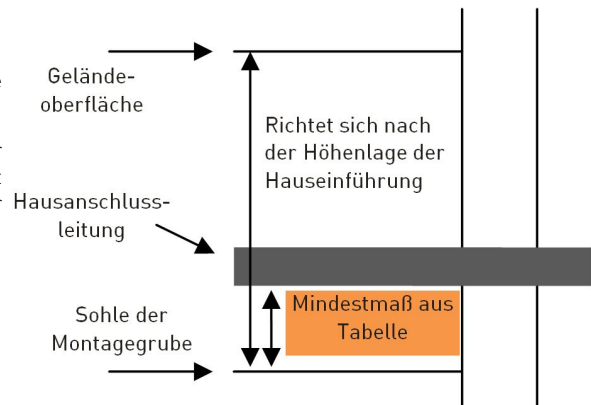 Gelände-
oberfläche
Richtet sich nach
der Höhenlage der
Hauseinführung
Hausanschluss-
leitung
Mindestmaß aus
Tabelle
Sohle der
Montagegrube